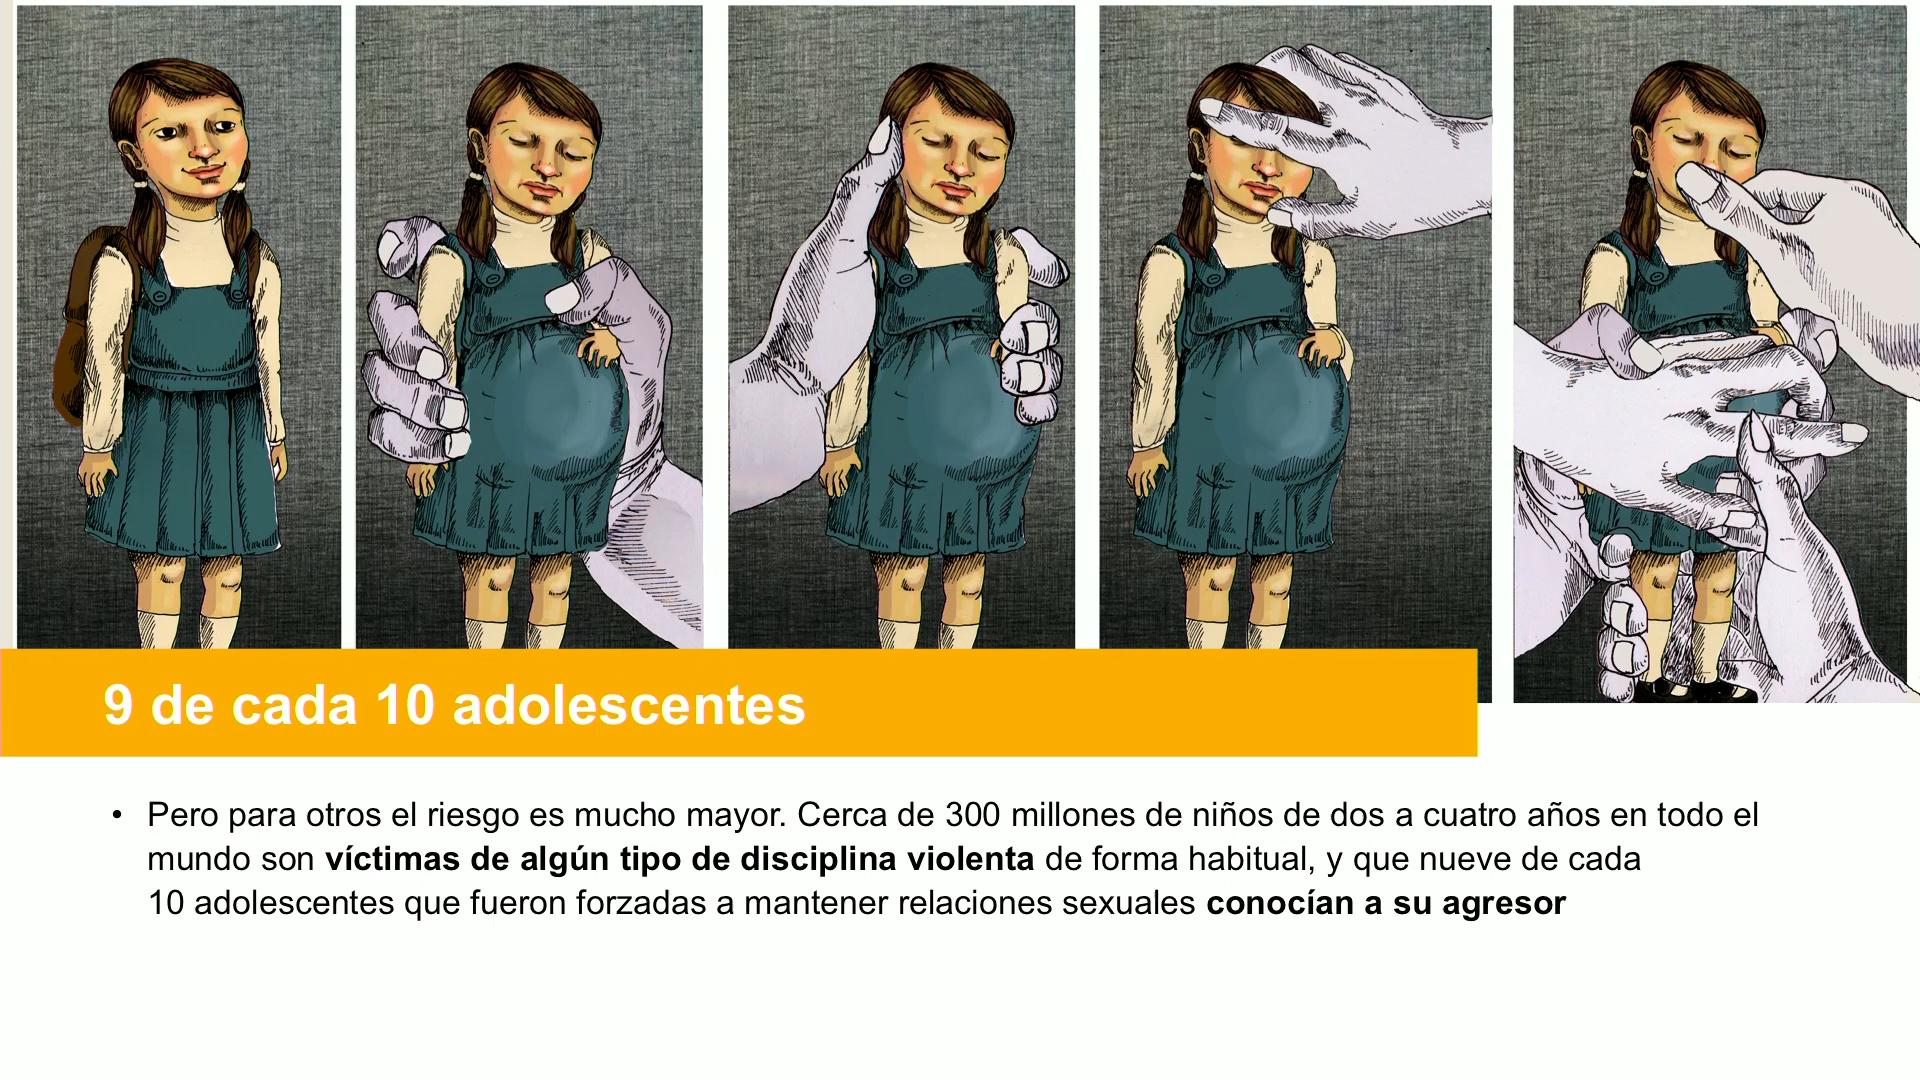 9 de cada 10 adolescentes
• Pero para otros el riesgo es mucho mayor. Cerca de 300 millones de niños de dos a cuatro años en todo el
mundo son víctimas de algún tipo de disciplina violenta de forma habitual, y que nueve de cada
10 adolescentes que fueron forzadas a mantener relaciones sexuales conocían a su agresor